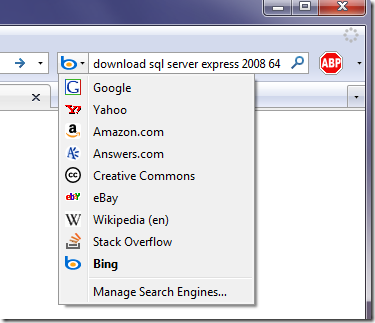 download sql server express 2008 64
ABP
Google
Yahoo
Amazon.com
Answers.com
Creative Commons
eBay
Wikipedia (en)
Stack Overflow
Bing
Manage Search Engines...